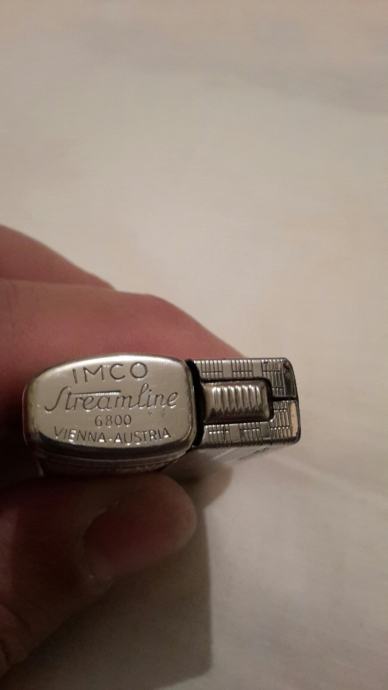 IMCO
Streamline
6800
VIENNA-AUSTRIA